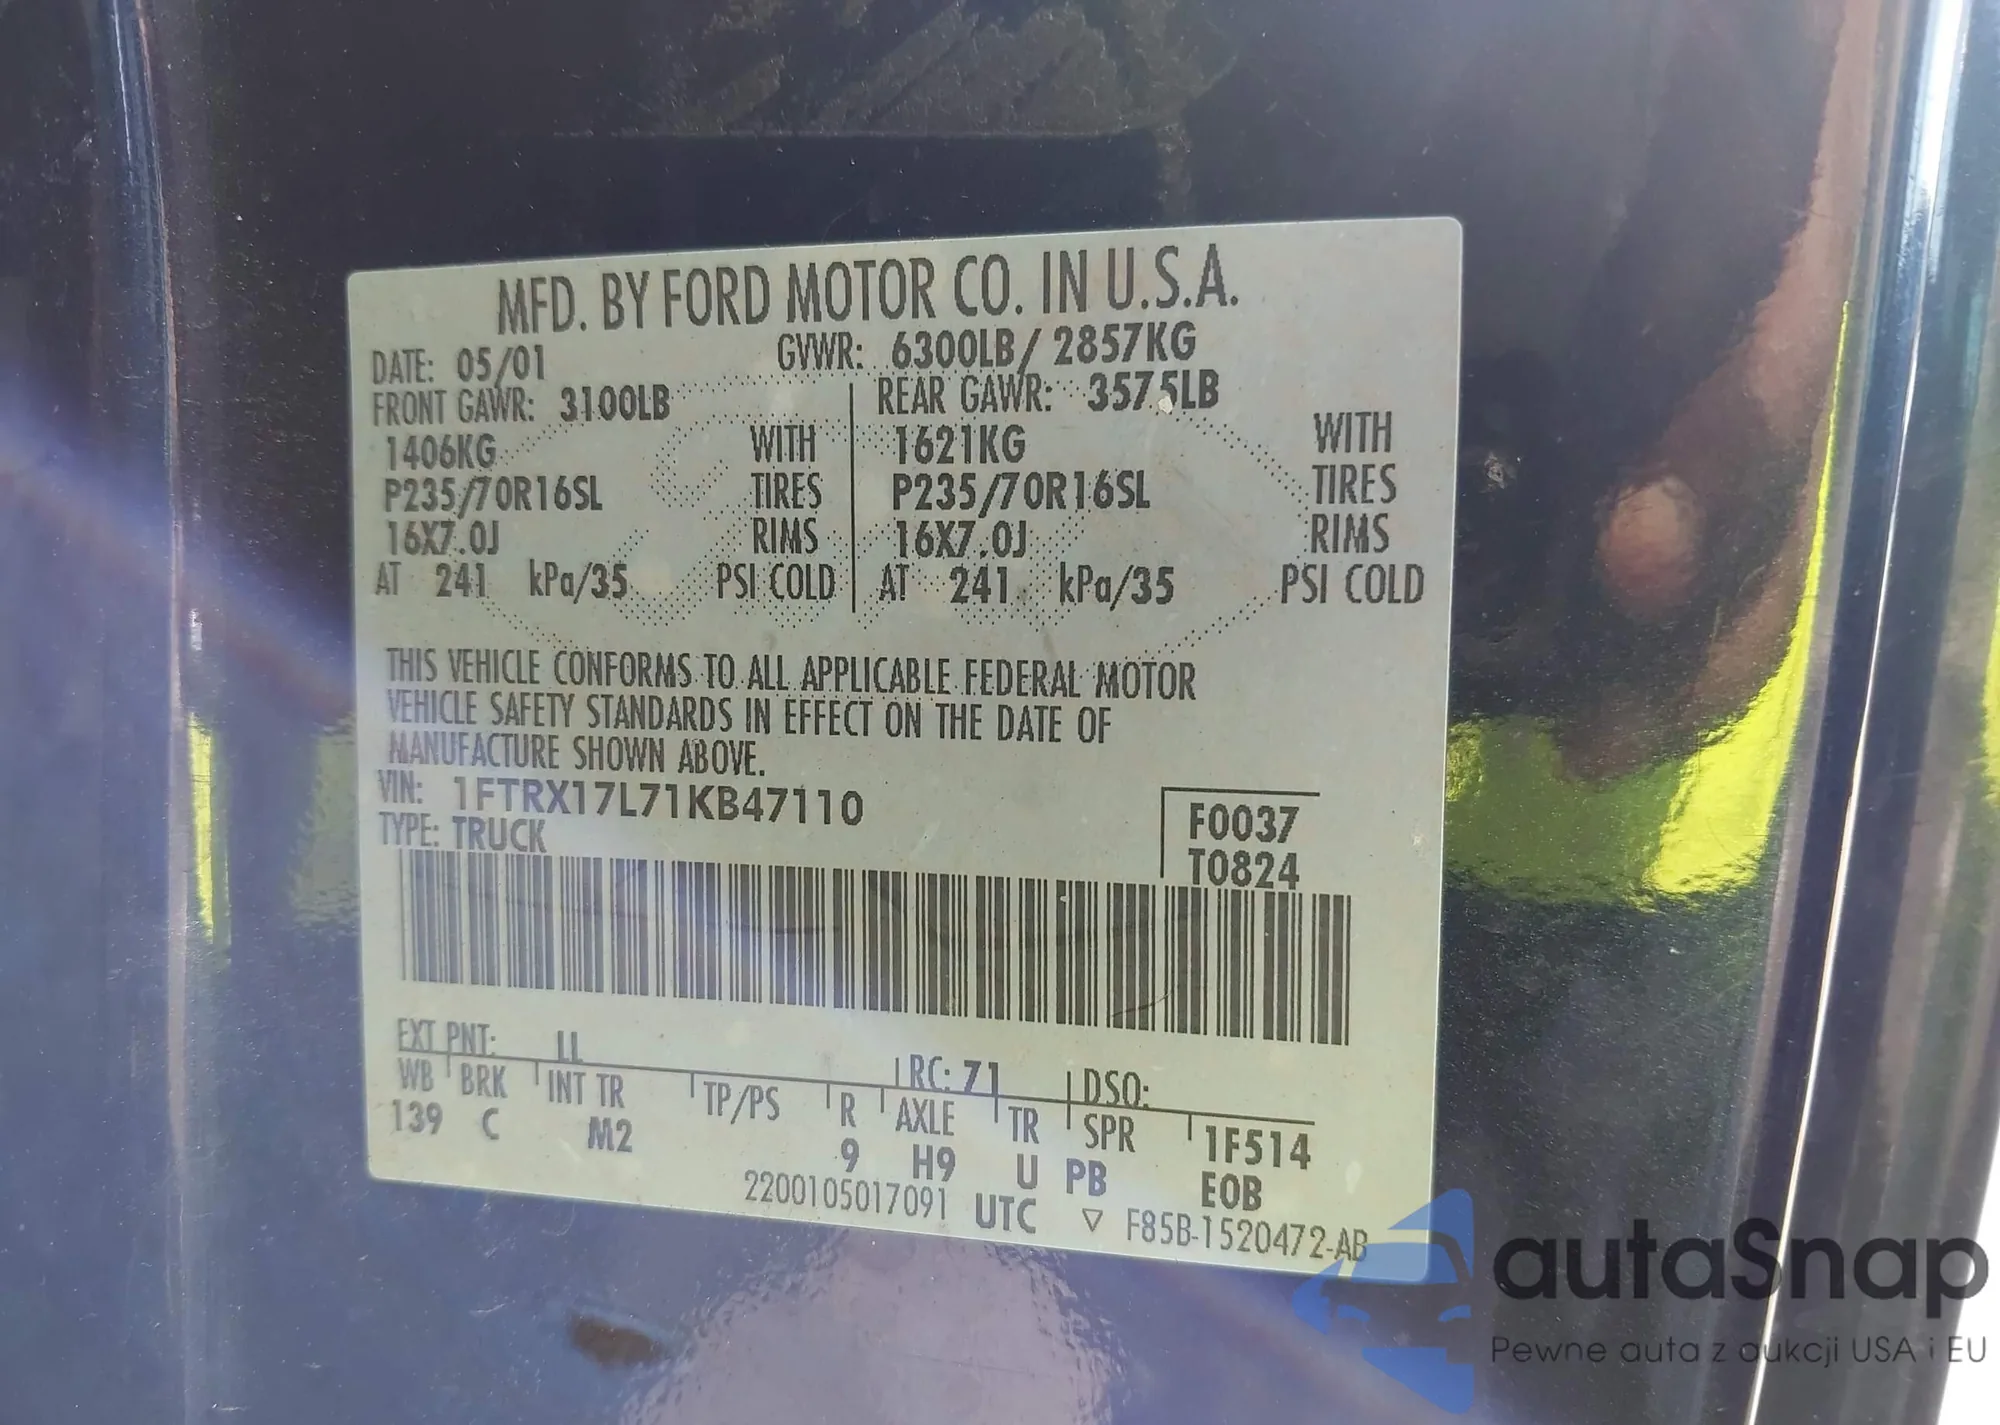 MFD. BY FORD MOTOR CO. IN U.S.A.
DATE: 05/01 GVWR: 6300LB/ 2857KG
FRONT GAWR: 3100LB REAR GAWR: 3575LB
1406KG WITH 1621KG WITH
P235/70R16SL TIRES P235/70R16SL TIRES
16X7.0J RIMS 16X7.0J RIMS
AT 241 kPa/35 PSI COLD AT 241 kPa/35 PSI COLD
THIS VEHICLE CONFORMS TO ALL APPLICABLE FEDERAL MOTOR
VEHICLE SAFETY STANDARDS IN EFFECT ON THE DATE OF
MANUFACTURE SHOWN ABOVE.
VIN: 1FTRX17L71KB47110
TYPE: TRUCK
F0037
T0824
EXT PNT: LL RC: 71 DSO:
WB BRK INT TR TP/PS R AXLE TR SPR 1F514
139 C M2 9 H9 U PB EOB
2200105017091 UTC ▽ F85B-1520472-AB
autaSnap
Pewne auta z aukcji USA i EU